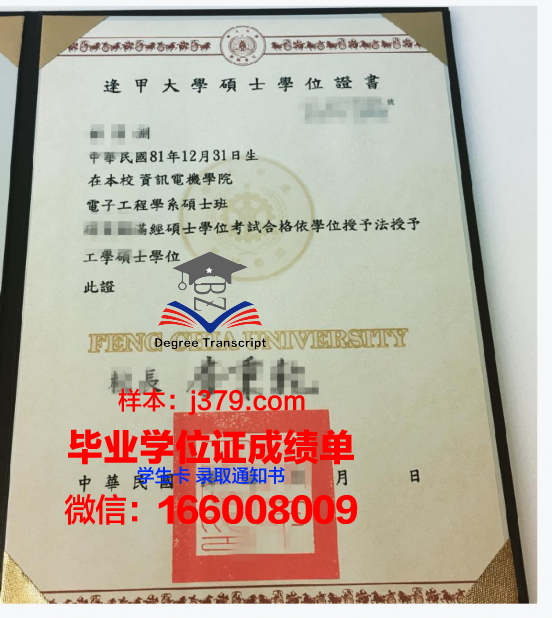 逢甲大學碩士學位證書
號
中華民國81年12月31日生
在本校 資訊電機學院
電子工程學系碩士班
經碩士學位考試合格依學位授予法授予
工學碩士學位
此證
BZ
Degree Transcript
FENG CHIA UNIVERSITY
校長
样本：j379.com
毕业学位证成绩单
学生卡 录取通知书
中華民國 月 日
微信：166008009